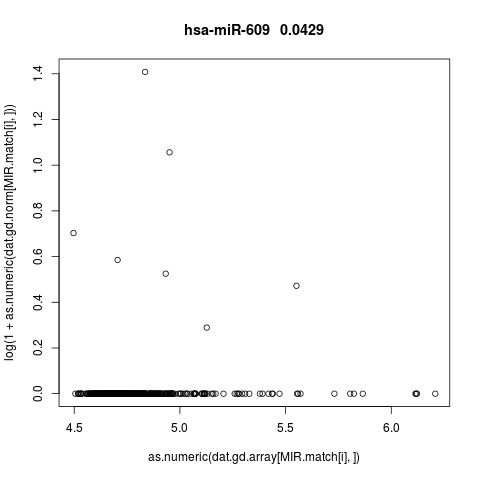 hsa-miR-609 0.0429
log(1 + as.numeric(dat.gd.norm[MIR.match[i], ]))
1.4
1.2
1.0
0.8
0.6
0.4
0.2
0.0
4.5 5.0 5.5 6.0
as.numeric(dat.gd.array[MIR.match[i], ])